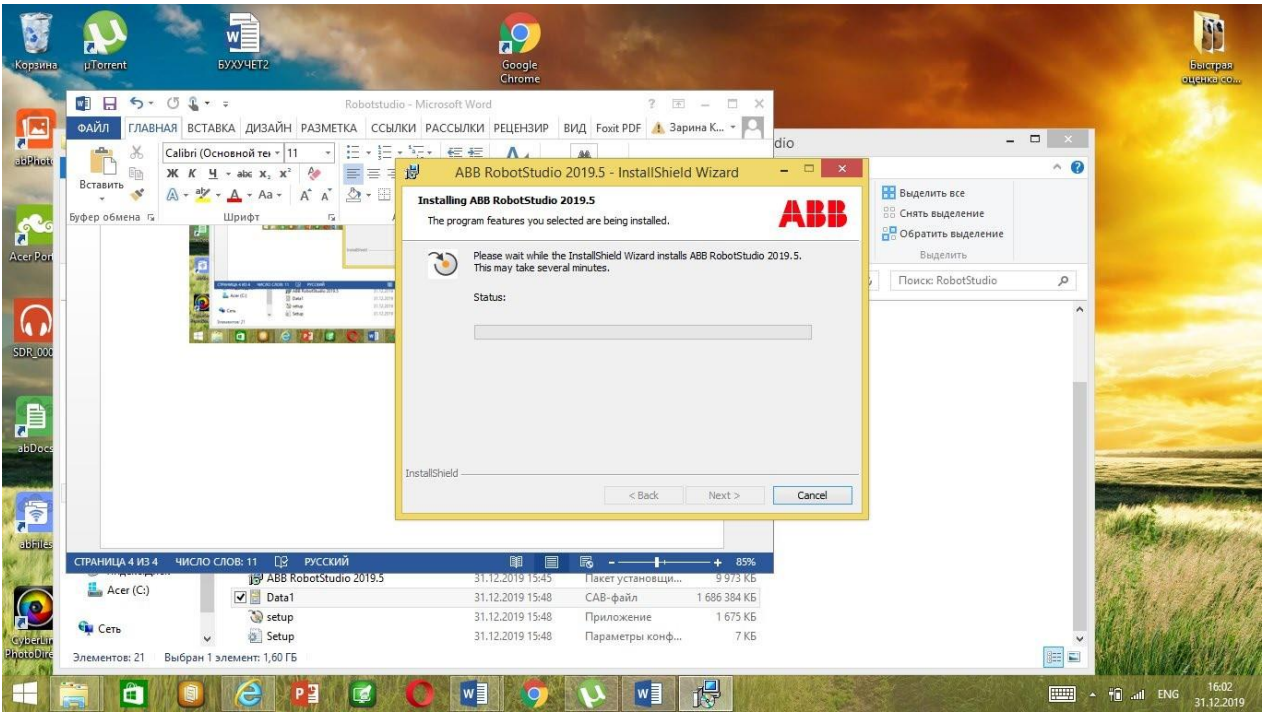 Корзина
µTorrent
БУХУЧЕТ2
Google
Chrome
Быстрая
оценка со...
abPhoto
Acer Port
SDR_000
abDocs
abFiles
CyberLin
PhotoDire
Robotstudio - Microsoft Word
ФАЙЛ ГЛАВНАЯ ВСТАВКА ДИЗАЙН РАЗМЕТКА ССЫЛКИ РАССЫЛКИ РЕЦЕНЗИР ВИД Foxit PDF Зарина К...
Calibri (Основной тек 11
Вставить
Ж К Ч abc x₂ x²
Aa
Буфер обмена Шрифт
dio
Выделить все
Снять выделение
Обратить выделение
Выделить
Поиск: RobotStudio
ABB RobotStudio 2019.5 - InstallShield Wizard
Installing ABB RobotStudio 2019.5
The program features you selected are being installed.
ABB
Please wait while the InstallShield Wizard installs ABB RobotStudio 2019.5.
This may take several minutes.
Status:
InstallShield
< Back Next > Cancel
СТРАНИЦА 4 ИЗ 4 ЧИСЛО СЛОВ: 11 РУССКИЙ 85%
ABB RobotStudio 2019.5 31.12.2019 15:45 Пакет установщи... 9 973 КБ
Acer (C:)
Data1 31.12.2019 15:48 CAB-файл 1 686 384 КБ
setup 31.12.2019 15:48 Приложение 1 675 КБ
Сеть
Setup 31.12.2019 15:48 Параметры конф... 7 КБ
Элементов: 21 Выбран 1 элемент: 1,60 ГБ
ENG 16:02
31.12.2019